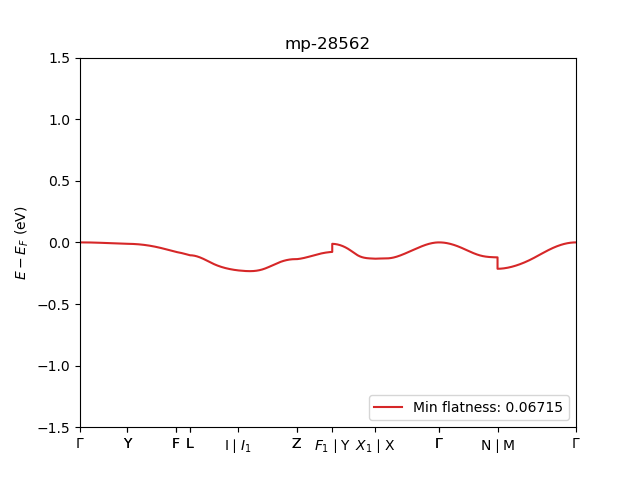 mp-28562
1.5
1.0
0.5
0.0
−0.5
−1.0
−1.5
E − E_F (eV)
Min flatness: 0.06715
Γ Y F L I | I₁ Z F₁ | Y X₁ | X Γ N | M Γ